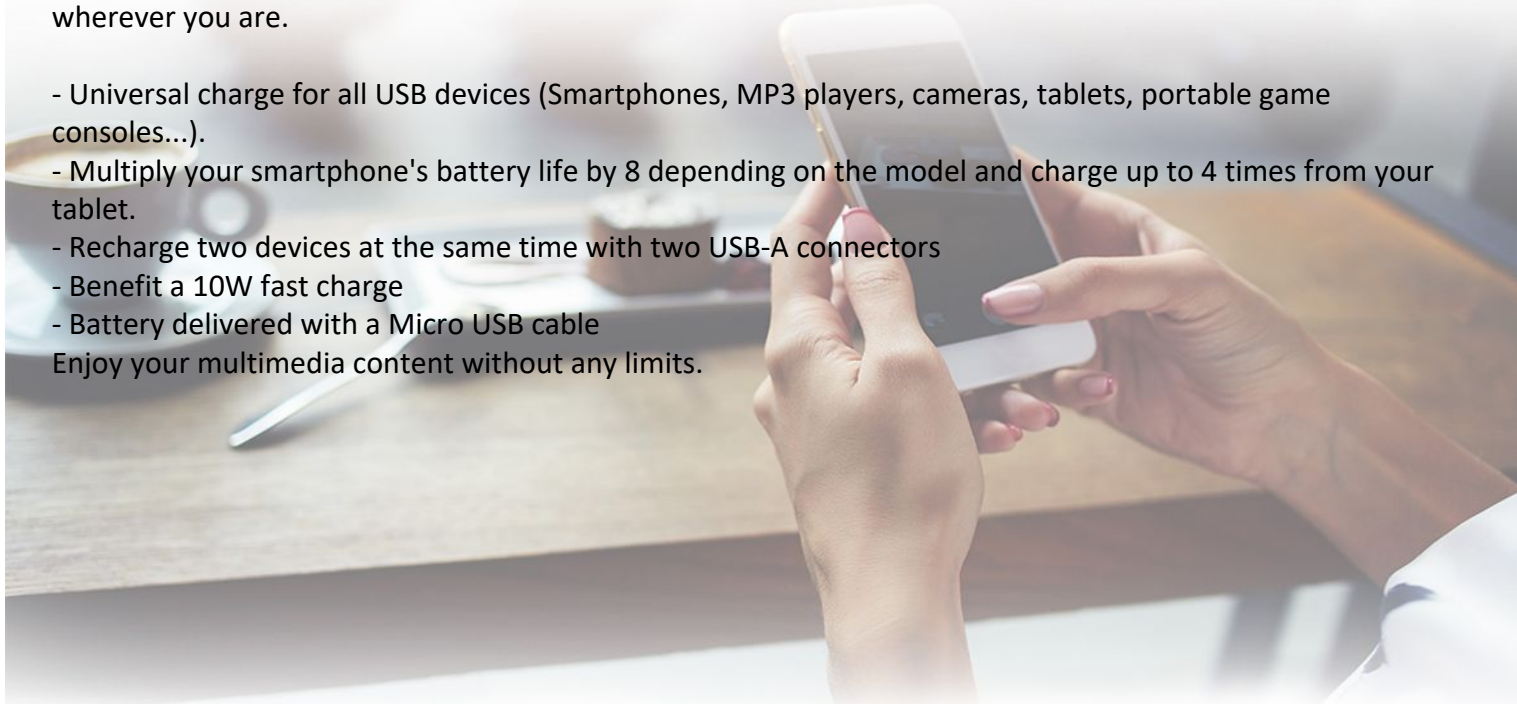 wherever you are.
- Universal charge for all USB devices (Smartphones, MP3 players, cameras, tablets, portable game
consoles...).
- Multiply your smartphone's battery life by 8 depending on the model and charge up to 4 times from your
tablet.
- Recharge two devices at the same time with two USB-A connectors
- Benefit a 10W fast charge
- Battery delivered with a Micro USB cable
Enjoy your multimedia content without any limits.